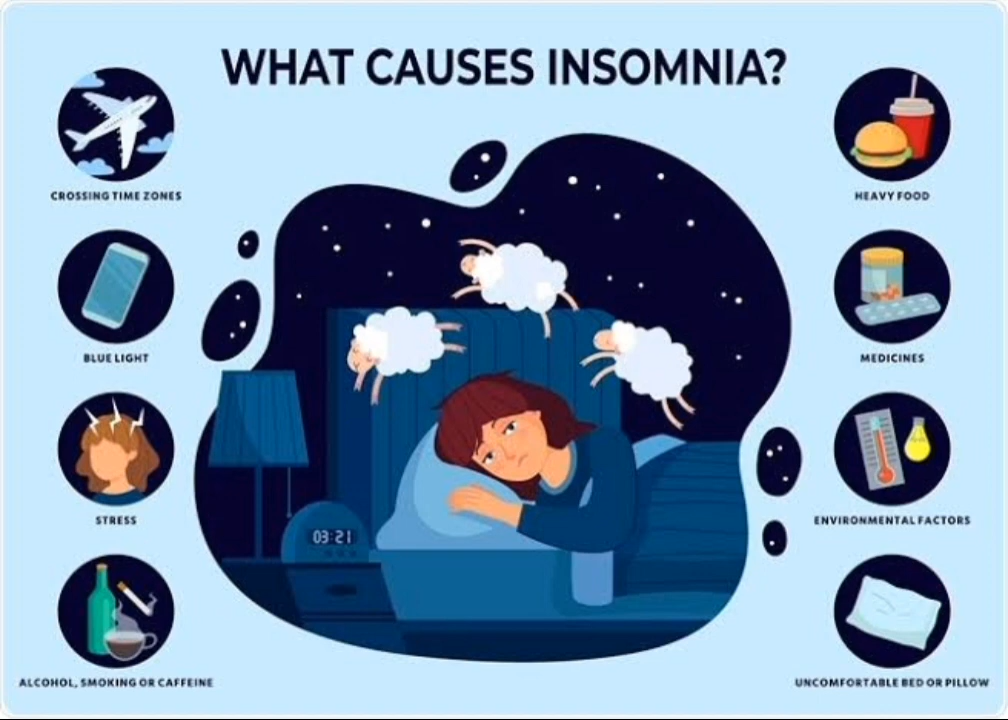 WHAT CAUSES INSOMNIA?
CROSSING TIME ZONES
BLUE LIGHT
STRESS
ALCOHOL, SMOKING OR CAFFEINE
03:21
HEAVY FOOD
MEDICINES
ENVIRONMENTAL FACTORS
UNCOMFORTABLE BED OR PILLOW